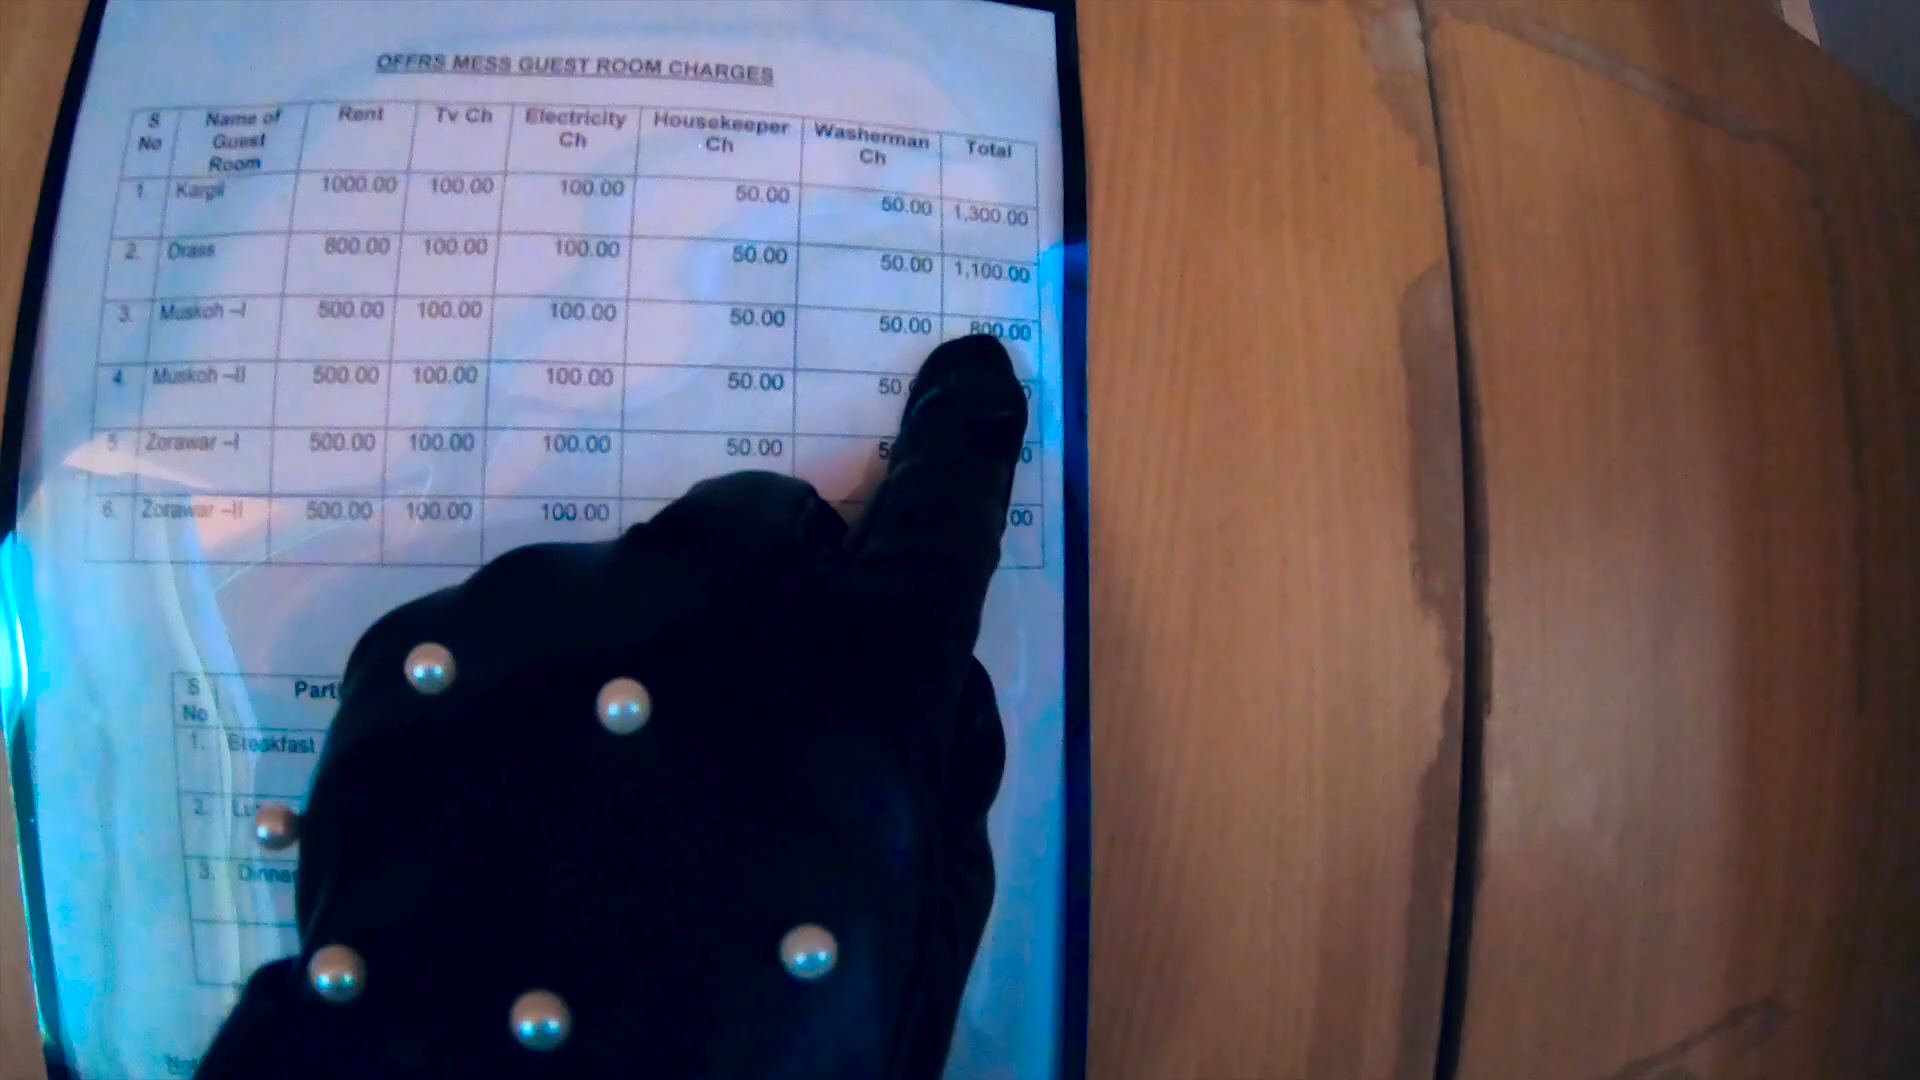 OFFRS MESS GUEST ROOM CHARGES
S No Name of Guest Room Rent Tv Ch Electricity Ch Housekeeper Ch Washerman Ch Total
1. Kargil 1000.00 100.00 100.00 50.00 50.00 1,300.00
2. Drass 800.00 100.00 100.00 50.00 50.00 1,100.00
3. Muskoh –I 500.00 100.00 100.00 50.00 50.00 800.00
4. Muskoh –II 500.00 100.00 100.00 50.00
5. Zorawar –I 500.00 100.00 100.00 50.00
6. Zorawar –II 500.00 100.00 100.00
S No
1. Breakfast
2.
3. Dinner